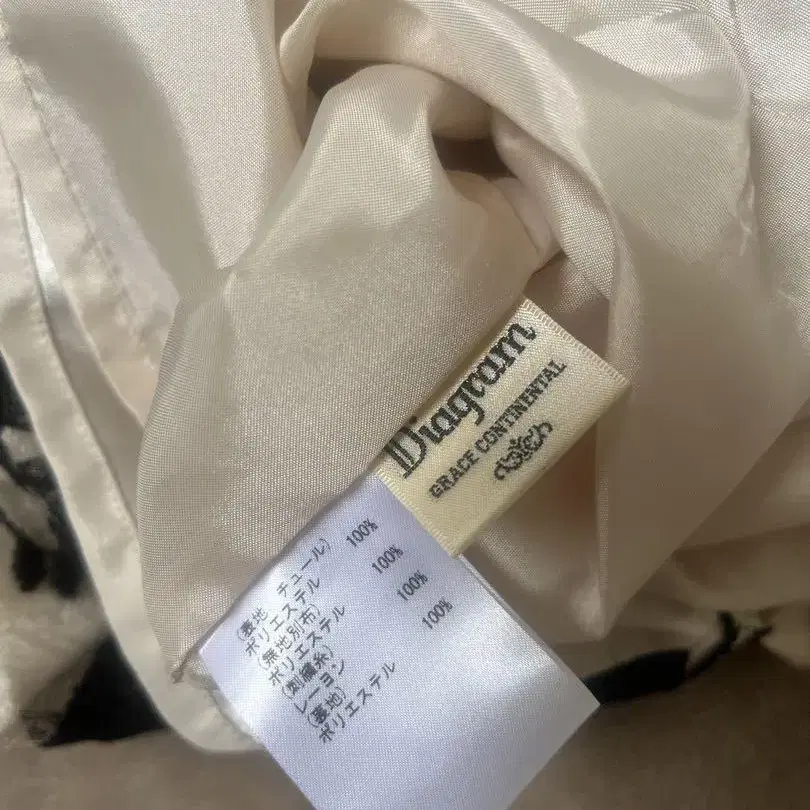 Diagram
GRACE CONTINENTAL
(表地 チュール)
ポリエステル 100%
(無地別布)
ポリエステル 100%
(刺繍糸)
レーヨン 100%
(裏地)
ポリエステル 100%